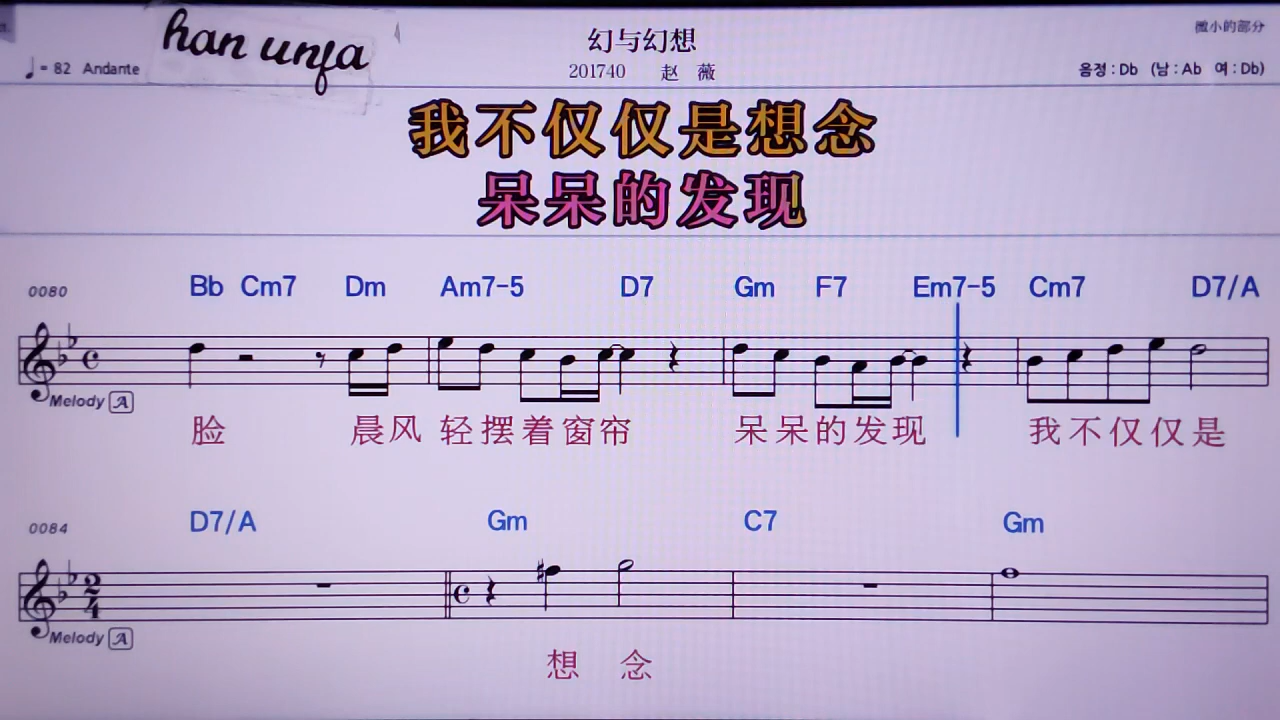 han unfa
幻与幻想
微小的部分
♩= 82 Andante
201740 赵 薇
음정 : Db (남 : Ab 여 : Db)
我不仅仅是想念
呆呆的发现
0080 Bb Cm7 Dm Am7-5 D7 Gm F7 Em7-5 Cm7 D7/A
Melody A
脸 晨风 轻摆着窗帘 呆呆的发现 我不仅仅是
0084 D7/A Gm C7 Gm
2/4
Melody A
想 念